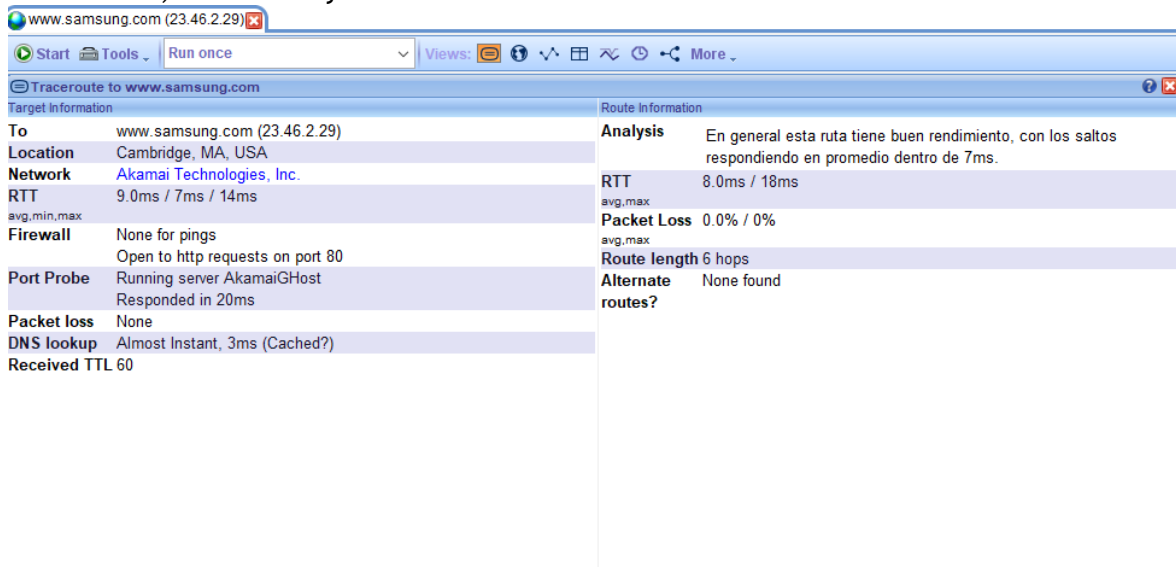 www.samsung.com (23.46.2.29)
Start Tools Run once Views: More
Traceroute to www.samsung.com
Target Information
To www.samsung.com (23.46.2.29)
Location Cambridge, MA, USA
Network Akamai Technologies, Inc.
RTT 9.0ms / 7ms / 14ms
avg,min,max
Firewall None for pings
Open to http requests on port 80
Port Probe Running server AkamaiGHost
Responded in 20ms
Packet loss None
DNS lookup Almost Instant, 3ms (Cached?)
Received TTL 60
Route Information
Analysis En general esta ruta tiene buen rendimiento, con los saltos
respondiendo en promedio dentro de 7ms.
RTT 8.0ms / 18ms
avg,max
Packet Loss 0.0% / 0%
avg,max
Route length 6 hops
Alternate None found
routes?